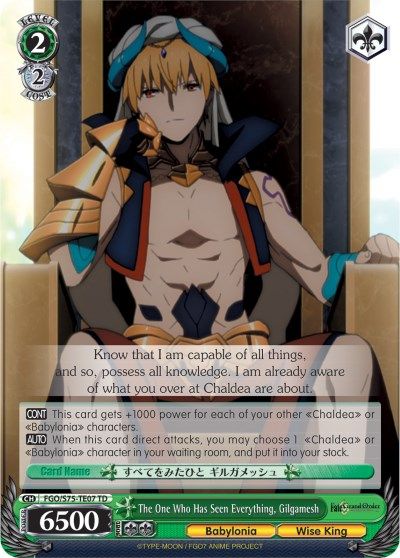 LEVEL
2
2
COST
Know that I am capable of all things,
and so, possess all knowledge. I am already aware
of what you over at Chaldea are about.
CONT This card gets +1000 power for each of your other «Chaldea» or
«Babylonia» characters.
AUTO When this card direct attacks, you may choose 1 «Chaldea» or
«Babylonia» character in your waiting room, and put it into your stock.
Card Name すべてをみたひと ギルガメッシュ
CH FGO/S75-TE07 TD
The One Who Has Seen Everything, Gilgamesh
Fate/Grand Order
POWER 6500
SOUL
Babylonia Wise King
©TYPE-MOON / FGO7 ANIME PROJECT